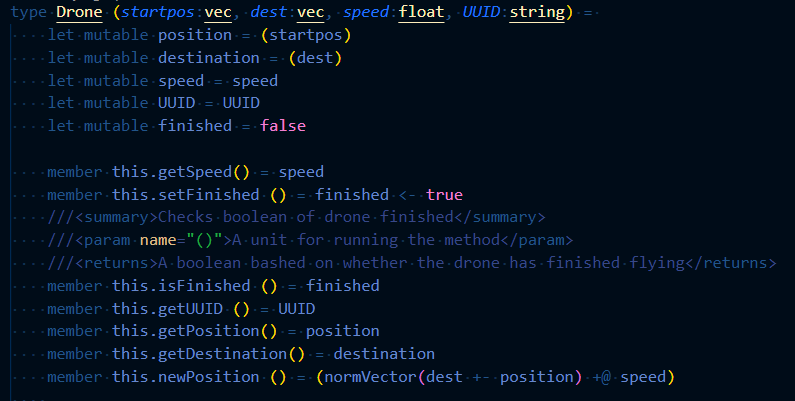 type Drone (startpos:vec, dest:vec, speed:float, UUID:string) =
    let mutable position = (startpos)
    let mutable destination = (dest)
    let mutable speed = speed
    let mutable UUID = UUID
    let mutable finished = false

    member this.getSpeed() = speed
    member this.setFinished () = finished <- true
    ///<summary>Checks boolean of drone finished</summary>
    ///<param name="()">A unit for running the method</param>
    ///<returns>A boolean bashed on whether the drone has finished flying</returns>
    member this.isFinished () = finished
    member this.getUUID () = UUID
    member this.getPosition() = position
    member this.getDestination() = destination
    member this.newPosition () = (normVector(dest +- position) +@ speed)